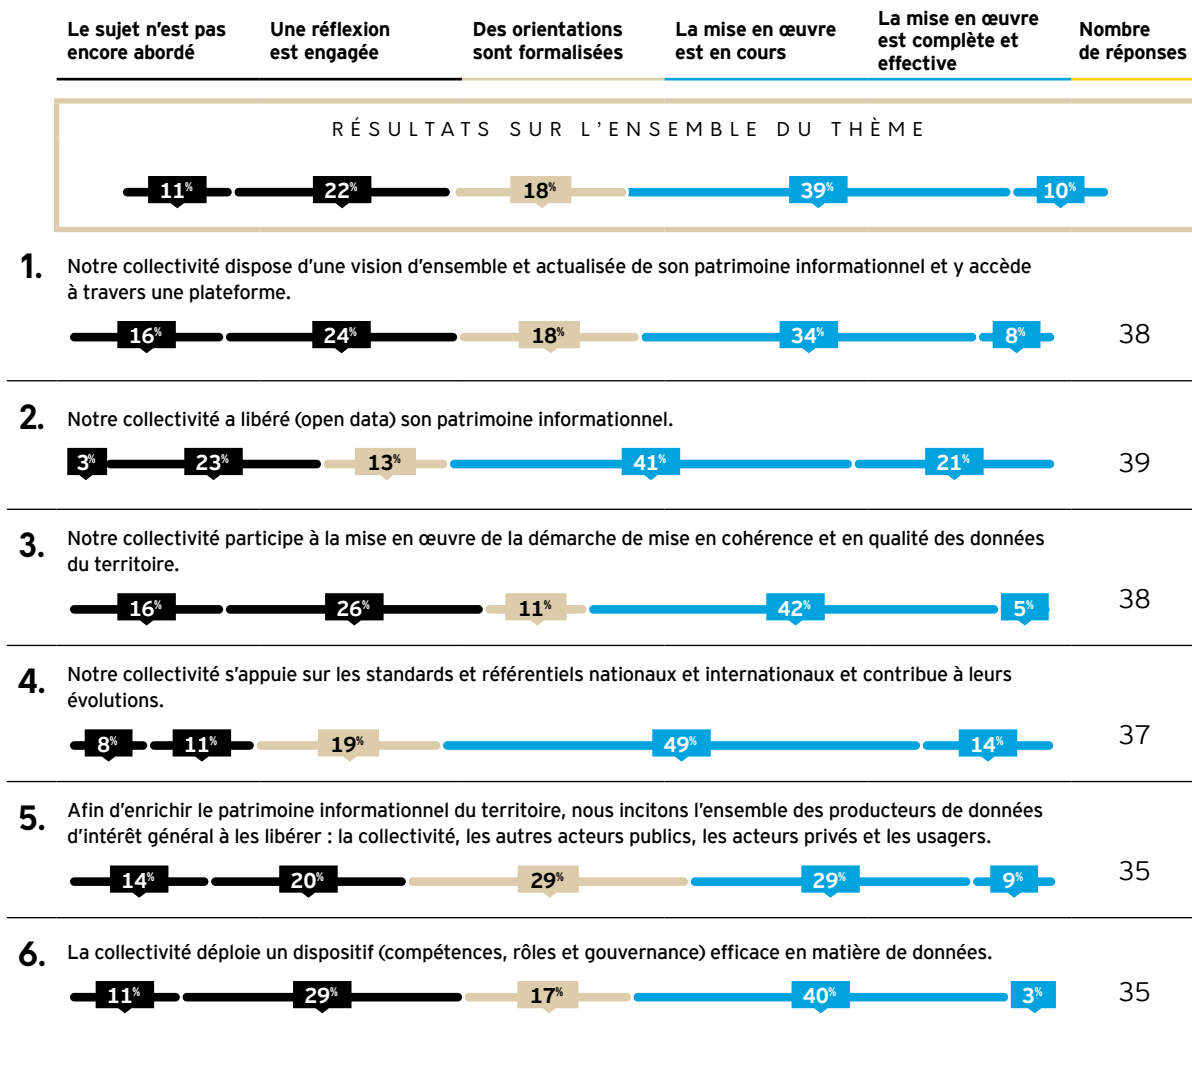 Le sujet n'est pas
encore abordé
Une réflexion
est engagée
Des orientations
sont formalisées
La mise en œuvre
est en cours
La mise en œuvre
est complète et
effective
Nombre
de réponses
RÉSULTATS SUR L'ENSEMBLE DU THÈME
11% 22% 18% 39% 10%
1. Notre collectivité dispose d'une vision d'ensemble et actualisée de son patrimoine informationnel et y accède
à travers une plateforme.
16% 24% 18% 34% 8% 38
2. Notre collectivité a libéré (open data) son patrimoine informationnel.
3% 23% 13% 41% 21% 39
3. Notre collectivité participe à la mise en œuvre de la démarche de mise en cohérence et en qualité des données
du territoire.
16% 26% 11% 42% 5% 38
4. Notre collectivité s'appuie sur les standards et référentiels nationaux et internationaux et contribue à leurs
évolutions.
8% 11% 19% 49% 14% 37
5. Afin d'enrichir le patrimoine informationnel du territoire, nous incitons l'ensemble des producteurs de données
d'intérêt général à les libérer : la collectivité, les autres acteurs publics, les acteurs privés et les usagers.
14% 20% 29% 29% 9% 35
6. La collectivité déploie un dispositif (compétences, rôles et gouvernance) efficace en matière de données.
11% 29% 17% 40% 3% 35